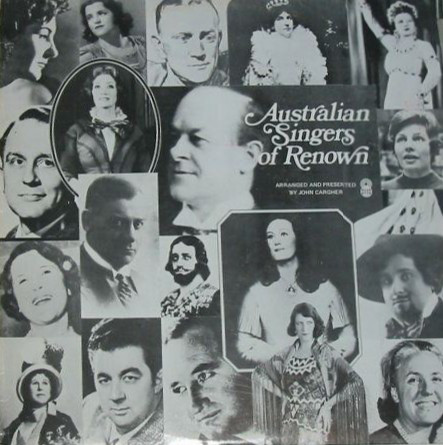 Australian
Singers
of Renown
ARRANGED AND PRESENTED
BY JOHN CARGHER